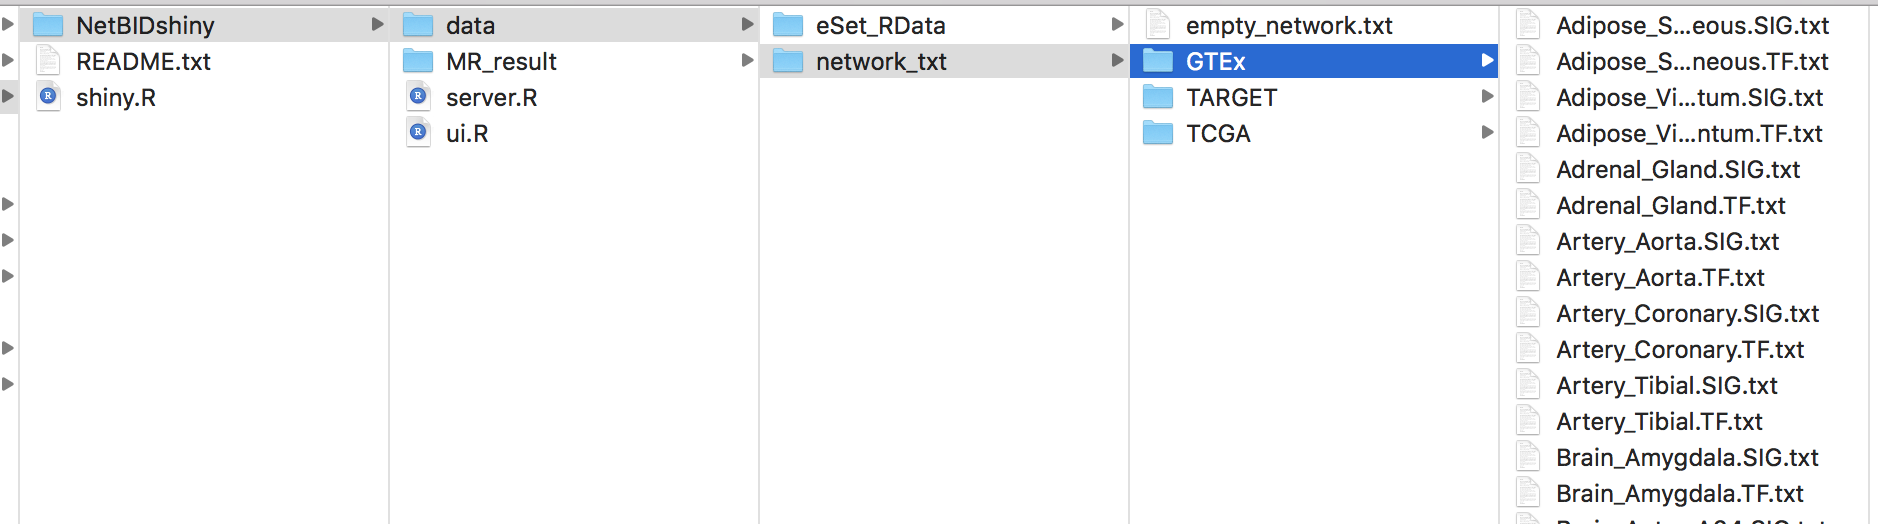 NetBIDshiny
README.txt
shiny.R
data
MR_result
server.R
ui.R
eSet_RData
network_txt
empty_network.txt
GTEx
TARGET
TCGA
Adipose_S...eous.SIG.txt
Adipose_S...neous.TF.txt
Adipose_Vi...tum.SIG.txt
Adipose_Vi...ntum.TF.txt
Adrenal_Gland.SIG.txt
Adrenal_Gland.TF.txt
Artery_Aorta.SIG.txt
Artery_Aorta.TF.txt
Artery_Coronary.SIG.txt
Artery_Coronary.TF.txt
Artery_Tibial.SIG.txt
Artery_Tibial.TF.txt
Brain_Amygdala.SIG.txt
Brain_Amygdala.TF.txt